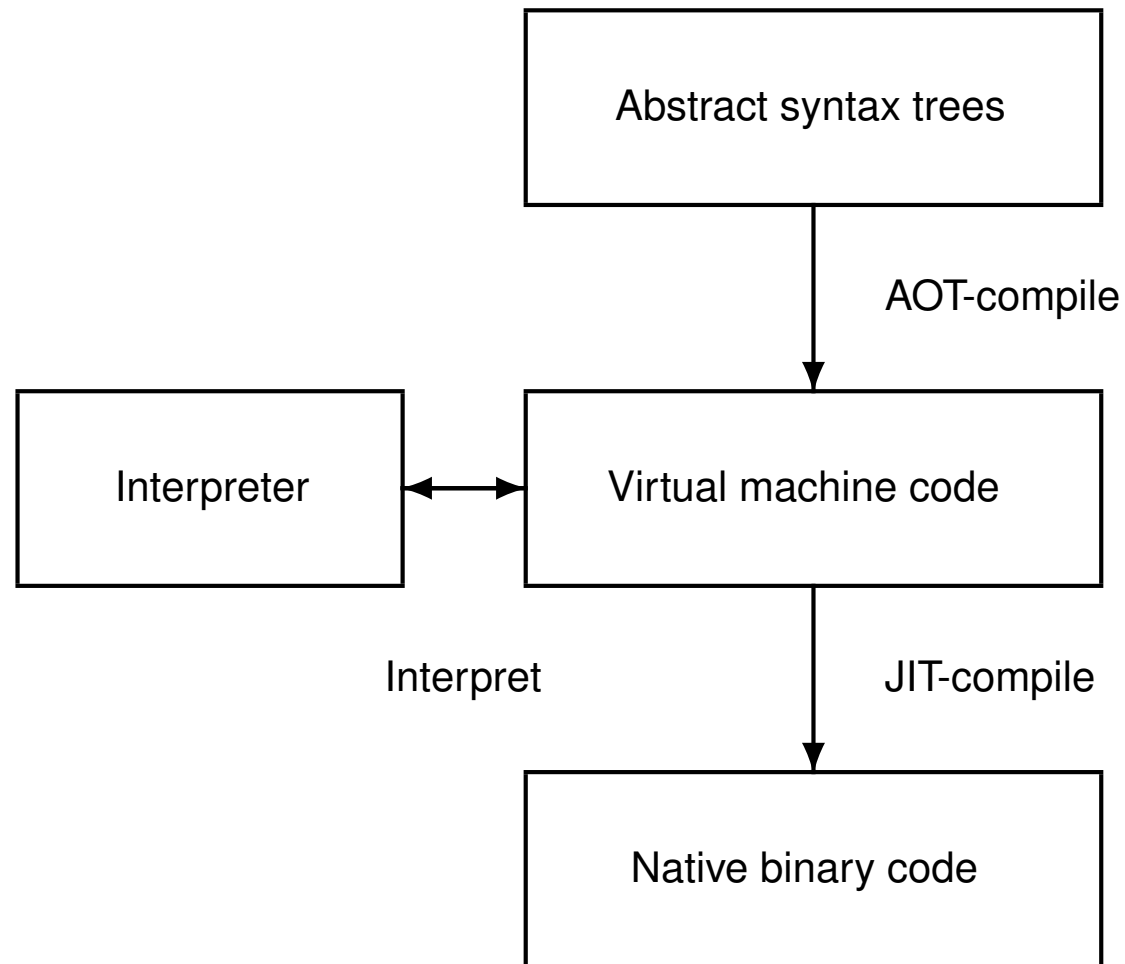 Abstract syntax trees
AOT-compile
Interpreter
Virtual machine code
Interpret
JIT-compile
Native binary code